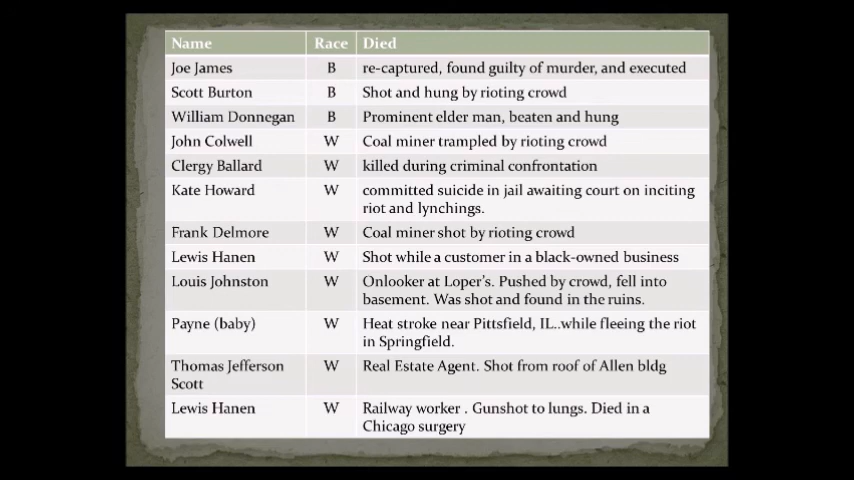 Name Race Died
Joe James B re-captured, found guilty of murder, and executed
Scott Burton B Shot and hung by rioting crowd
William Donnegan B Prominent elder man, beaten and hung
John Colwell W Coal miner trampled by rioting crowd
Clergy Ballard W killed during criminal confrontation
Kate Howard W committed suicide in jail awaiting court on inciting
riot and lynchings.
Frank Delmore W Coal miner shot by rioting crowd
Lewis Hanen W Shot while a customer in a black-owned business
Louis Johnston W Onlooker at Loper's. Pushed by crowd, fell into
basement. Was shot and found in the ruins.
Payne (baby) W Heat stroke near Pittsfield, IL..while fleeing the riot
in Springfield.
Thomas Jefferson W Real Estate Agent. Shot from roof of Allen bldg
Scott
Lewis Hanen W Railway worker . Gunshot to lungs. Died in a
Chicago surgery